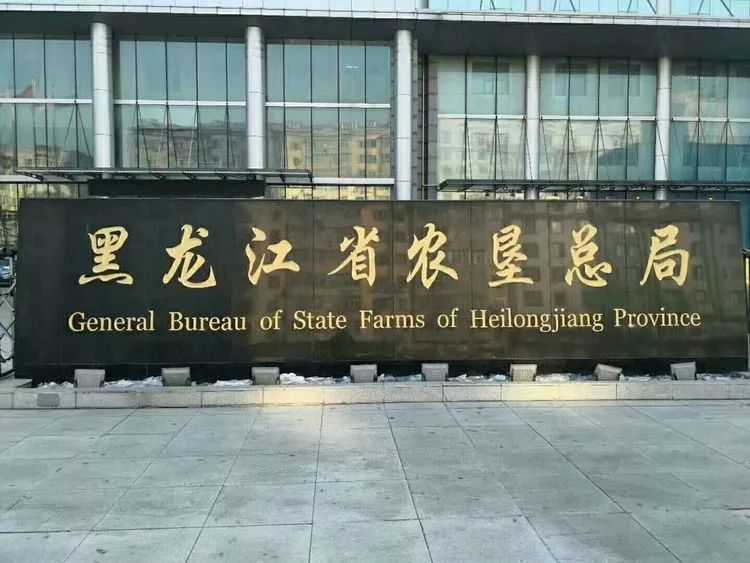 黑龙江省农垦总局
General Bureau of State Farms of Heilongjiang Province